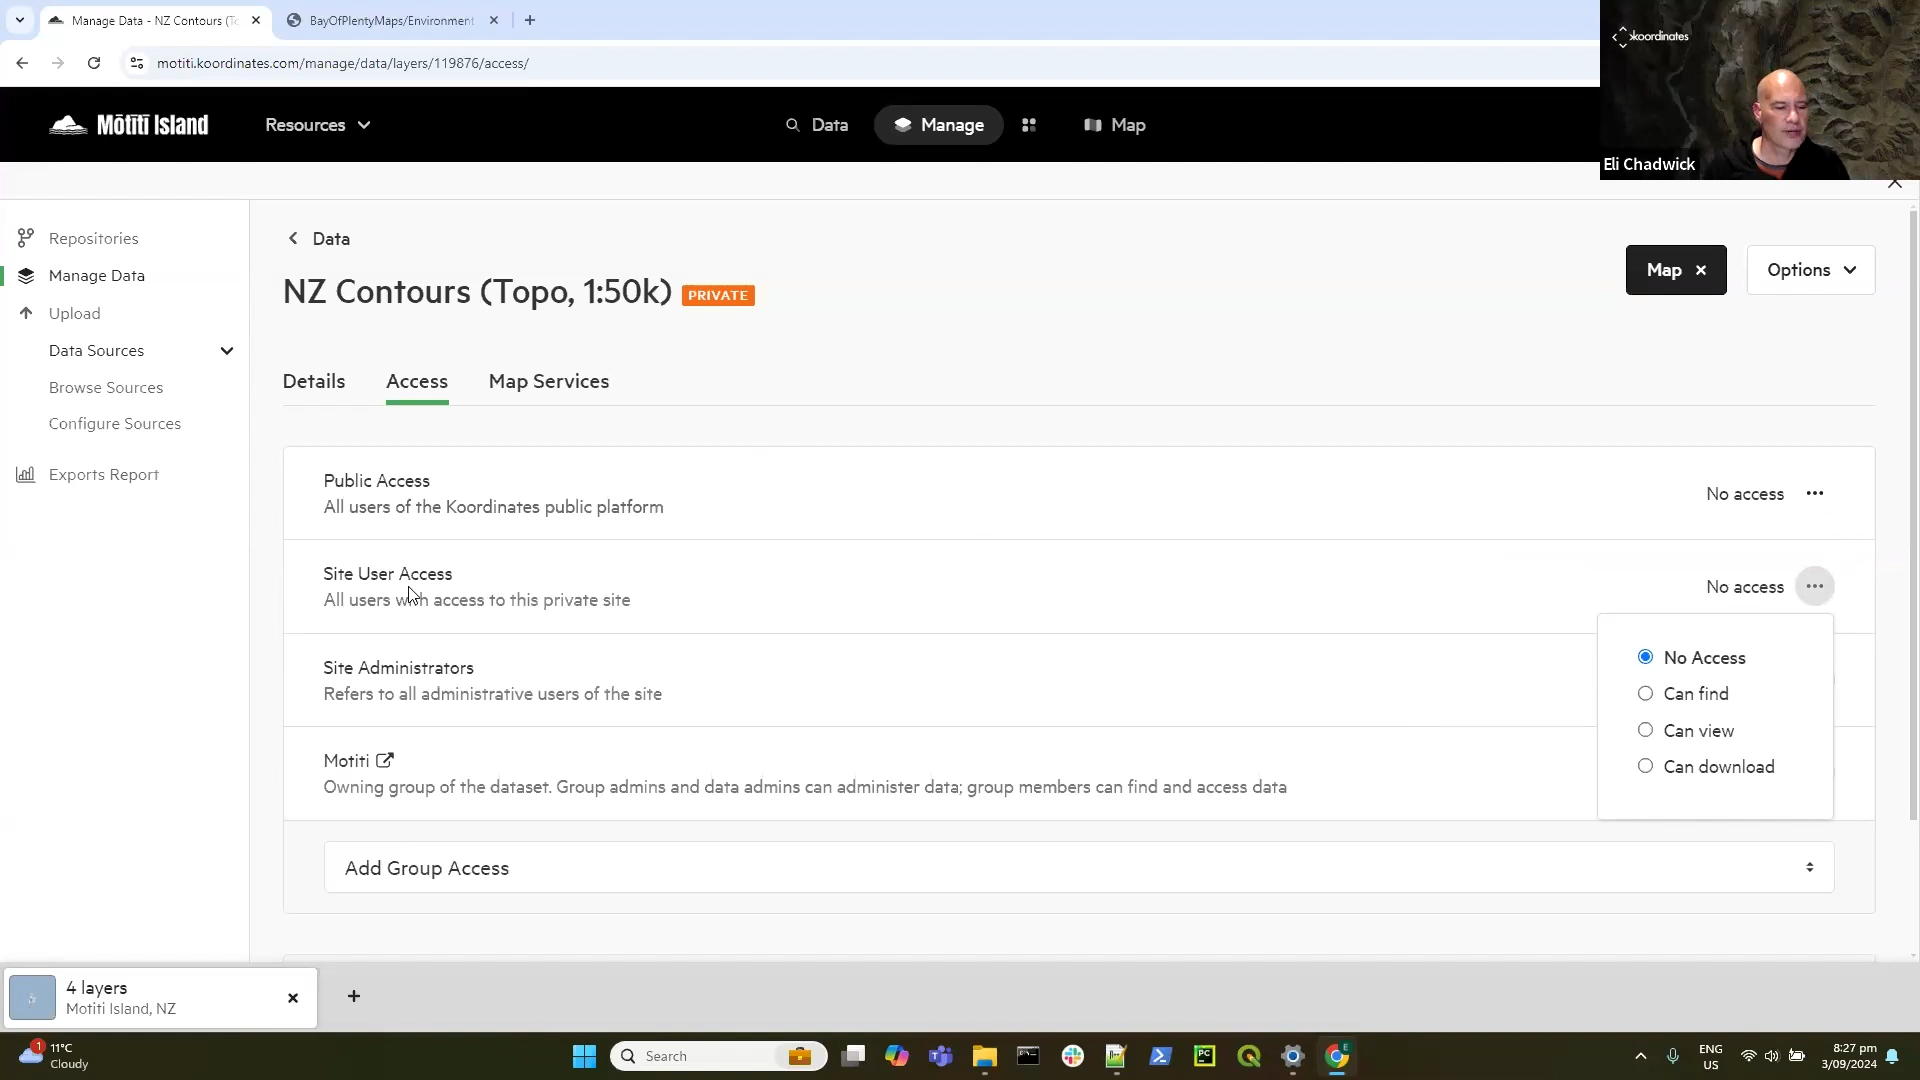 Manage Data - NZ Contours (To
BayOfPlentyMaps/Environment
motiti.koordinates.com/manage/data/layers/119876/access/
koordinates
Eli Chadwick
Mōtītī Island
Resources
Data
Manage
Map
Repositories
Manage Data
Upload
Data Sources
Browse Sources
Configure Sources
Exports Report
Data
NZ Contours (Topo, 1:50k) PRIVATE
Map
Options
Details
Access
Map Services
Public Access
All users of the Koordinates public platform
No access
Site User Access
All users with access to this private site
No access
No Access
Can find
Can view
Can download
Site Administrators
Refers to all administrative users of the site
Motiti
Owning group of the dataset. Group admins and data admins can administer data; group members can find and access data
Add Group Access
4 layers
Motiti Island, NZ
1
11°C
Cloudy
Search
PC
E
ENG
US
8:27 pm
3/09/2024